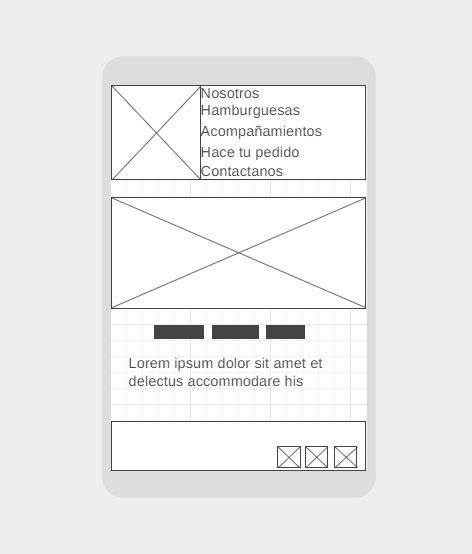 Nosotros
Hamburguesas
Acompañamientos
Hace tu pedido
Contactanos
Lorem ipsum dolor sit amet et
delectus accommodare his